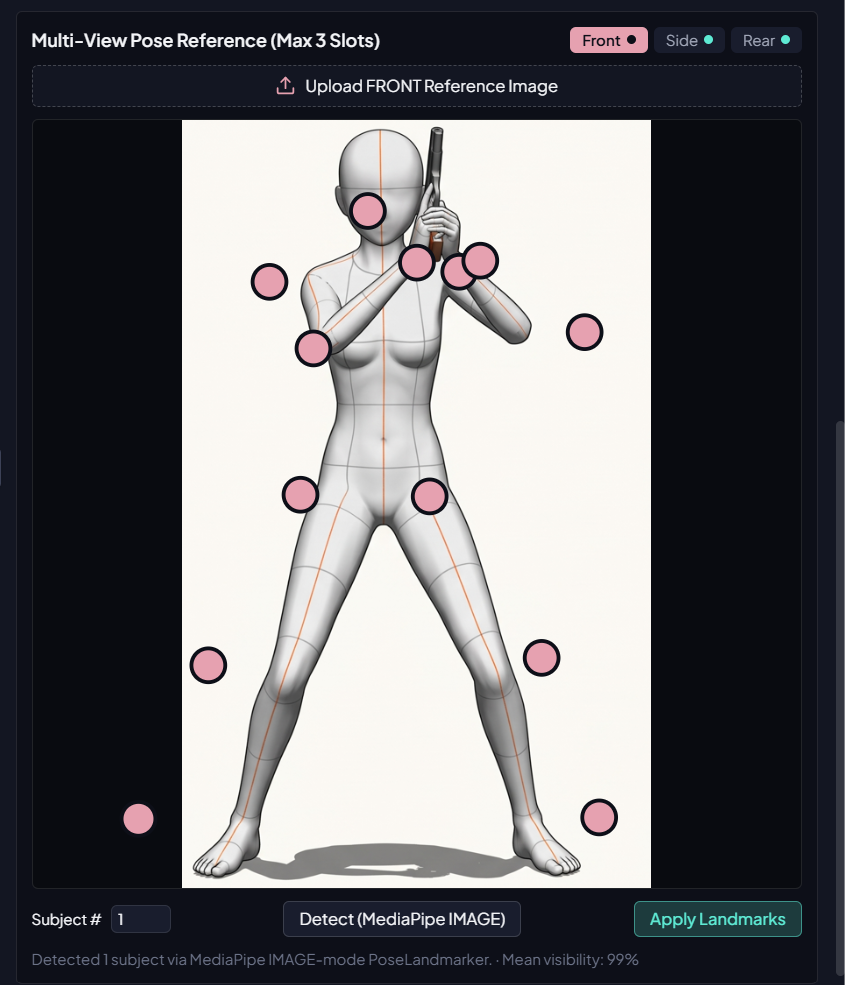 Multi-View Pose Reference (Max 3 Slots)
Front
Side
Rear
Upload FRONT Reference Image
Subject # 1
Detect (MediaPipe IMAGE)
Apply Landmarks
Detected 1 subject via MediaPipe IMAGE-mode PoseLandmarker. · Mean visibility: 99%